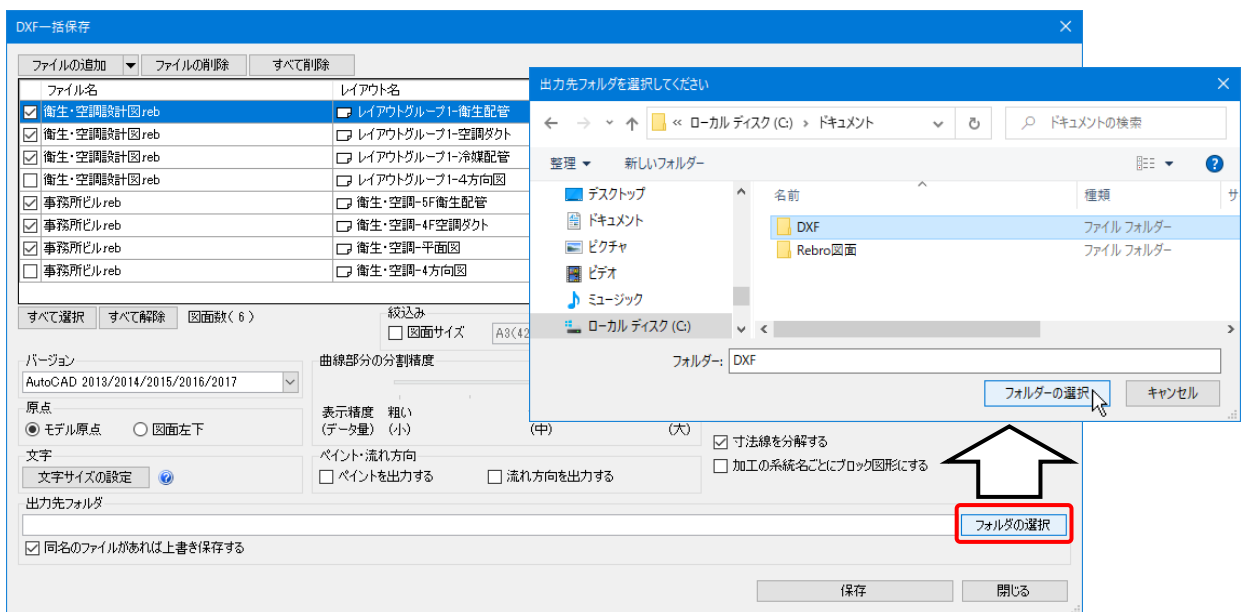 DXF一括保存
ファイルの追加 ファイルの削除 すべて削除
ファイル名 レイアウト名
衛生・空調設計図.reb レイアウトグループ1-衛生配管
衛生・空調設計図.reb レイアウトグループ1-空調ダクト
衛生・空調設計図.reb レイアウトグループ1-冷媒配管
衛生・空調設計図.reb レイアウトグループ1-4方向図
事務所ビル.reb 衛生・空調-5F衛生配管
事務所ビル.reb 衛生・空調-4F空調ダクト
事務所ビル.reb 衛生・空調-平面図
事務所ビル.reb 衛生・空調-4方向図
すべて選択 すべて解除 図面数( 6 )
絞込み
図面サイズ A3(42
バージョン
AutoCAD 2013/2014/2015/2016/2017
原点
モデル原点 図面左下
文字
文字サイズの設定
曲線部分の分割精度
表示精度 粗い
(データ量) (小) (中) (大)
ペイント・流れ方向
ペイントを出力する 流れ方向を出力する
寸法線を分解する
加工の系統名ごとにブロック図形にする
出力先フォルダ
フォルダの選択
同名のファイルがあれば上書き保存する
保存 閉じる
出力先フォルダを選択してください
« ローカル ディスク (C:) › ドキュメント ドキュメントの検索
整理 新しいフォルダー
デスクトップ
ドキュメント
ピクチャ
ビデオ
ミュージック
ローカル ディスク (C:)
名前 種類 サ
DXF ファイル フォルダー
Rebro図面 ファイル フォルダー
フォルダー: DXF
フォルダーの選択 キャンセル